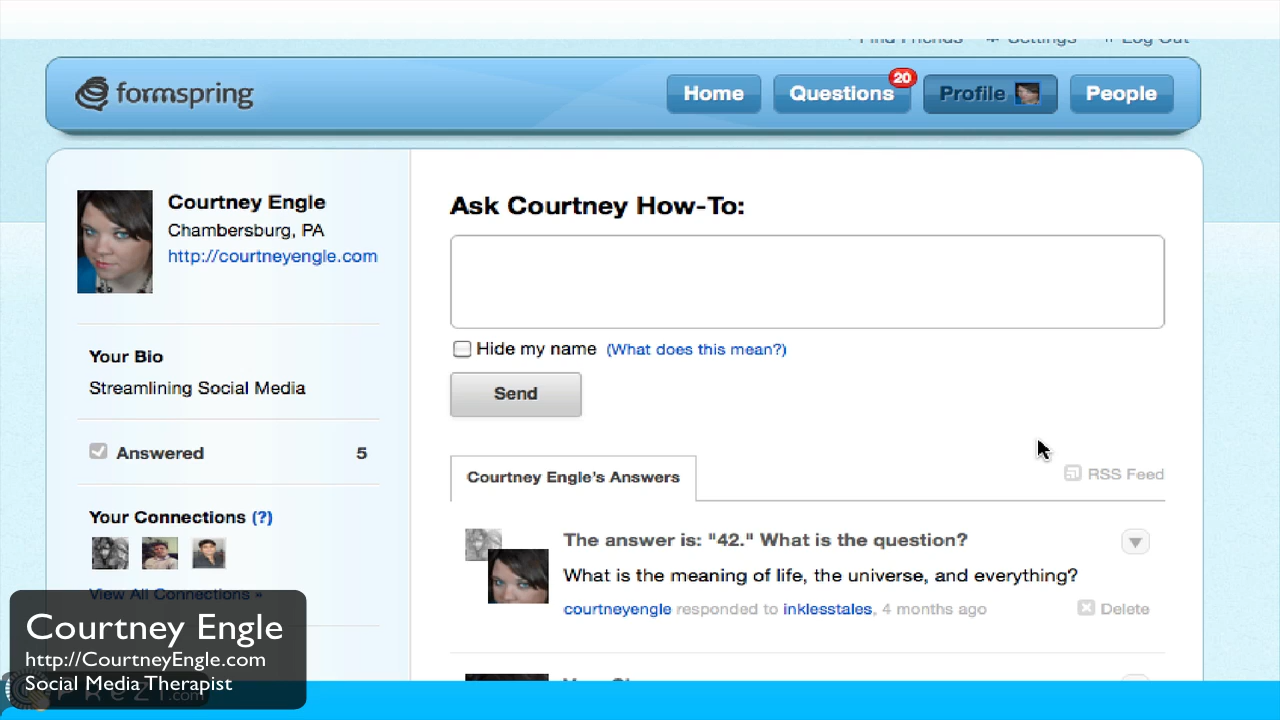 Find Friends Settings Log Out
formspring
Home
Questions
20
Profile
People
Courtney Engle
Chambersburg, PA
http://courtneyengle.com
Your Bio
Streamlining Social Media
Answered 5
Your Connections (?)
View All Connections »
Ask Courtney How-To:
Hide my name (What does this mean?)
Send
Courtney Engle's Answers
RSS Feed
The answer is: "42." What is the question?
What is the meaning of life, the universe, and everything?
courtneyengle responded to inklesstales, 4 months ago
Delete
Courtney Engle
http://CourtneyEngle.com
Social Media Therapist